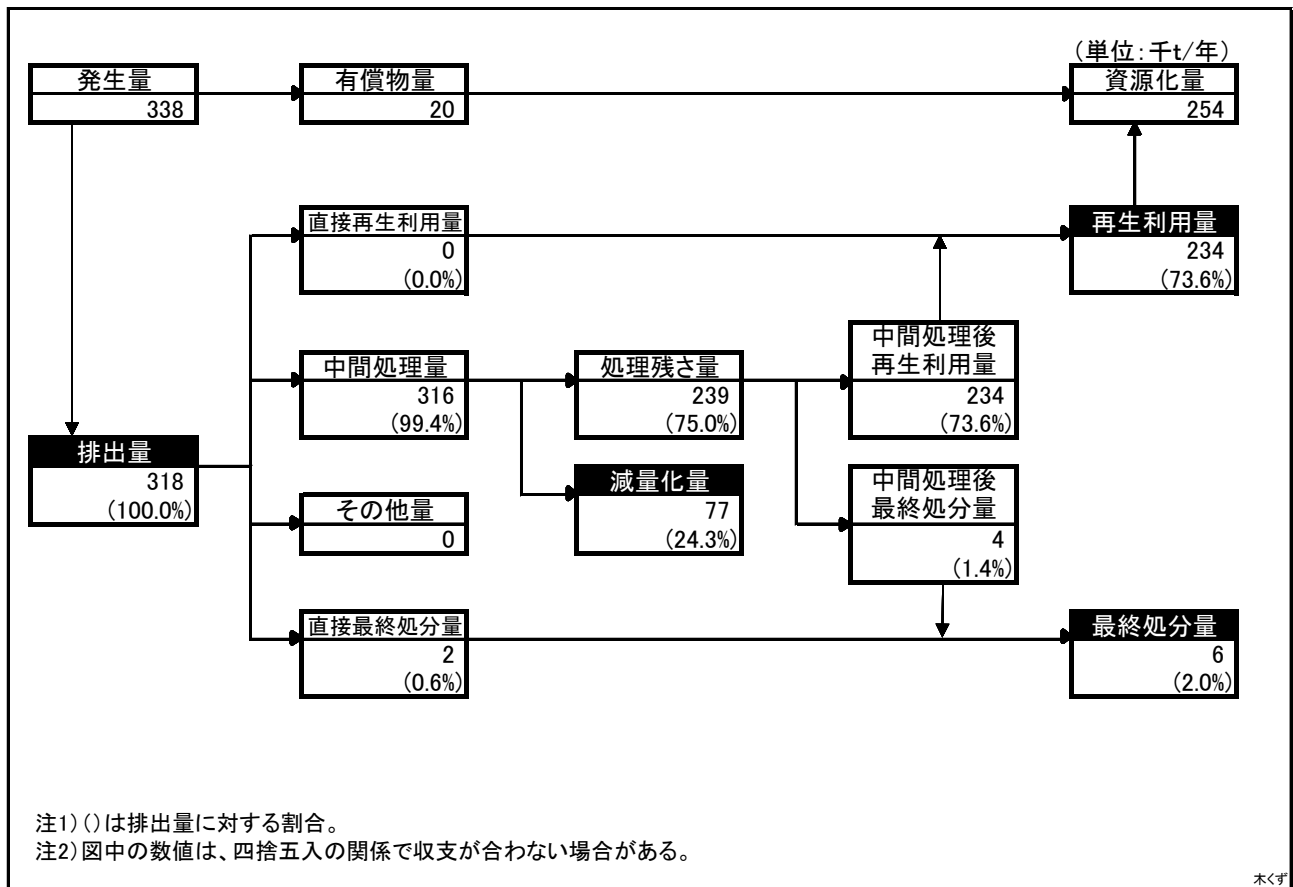 （単位：千t/年）
発生量
338
有償物量
20
資源化量
254
直接再生利用量
0
(0.0%)
再生利用量
234
(73.6%)
中間処理量
316
(99.4%)
処理残さ量
239
(75.0%)
中間処理後
再生利用量
234
(73.6%)
排出量
318
(100.0%)
その他量
0
減量化量
77
(24.3%)
中間処理後
最終処分量
4
(1.4%)
直接最終処分量
2
(0.6%)
最終処分量
6
(2.0%)
注1)()は排出量に対する割合。
注2)図中の数値は、四捨五入の関係で収支が合わない場合がある。
木くず